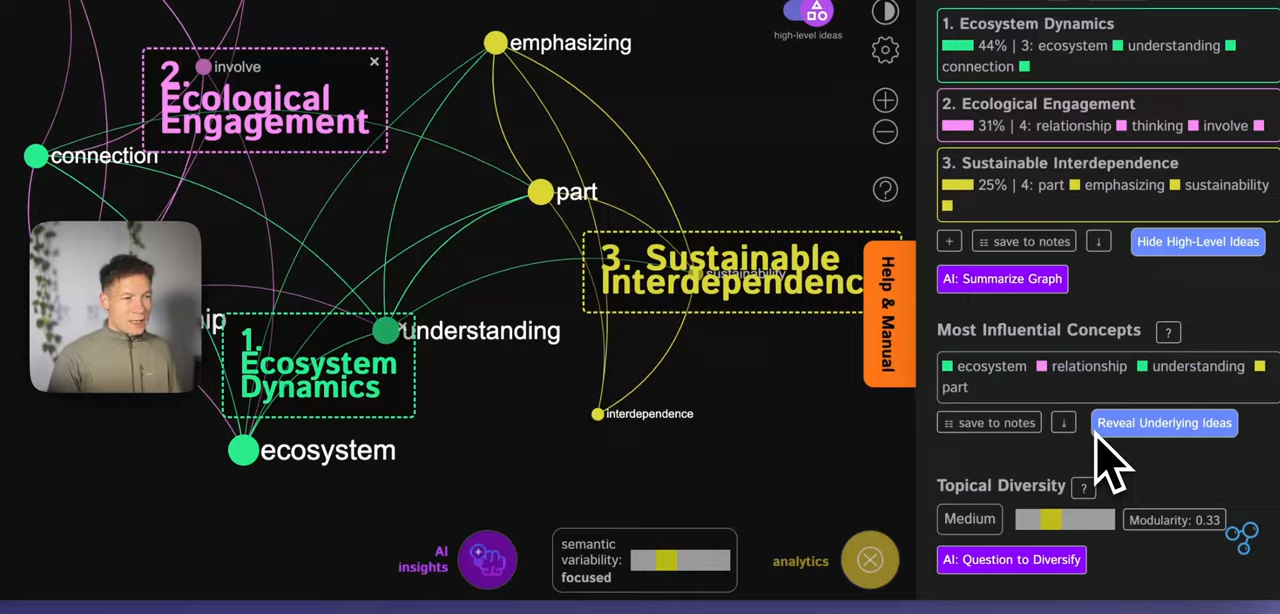 emphasizing
2.
involve
×
Ecological
Engagement
connection
part
3. Sustainable
sustainability
Interdependenc
ip
understanding
1.
Ecosystem
Dynamics
interdependence
ecosystem
high-level ideas
Help & Manual
AI
insights
semantic
variability:
focused
analytics
1. Ecosystem Dynamics
44% | 3: ecosystem understanding
connection
2. Ecological Engagement
31% | 4: relationship thinking involve
3. Sustainable Interdependence
25% | 4: part emphasizing sustainability
+ save to notes ↓ Hide High-Level Ideas
AI: Summarize Graph
Most Influential Concepts ?
ecosystem relationship understanding
part
save to notes ↓ Reveal Underlying Ideas
Topical Diversity ?
Medium Modularity: 0.33
AI: Question to Diversify